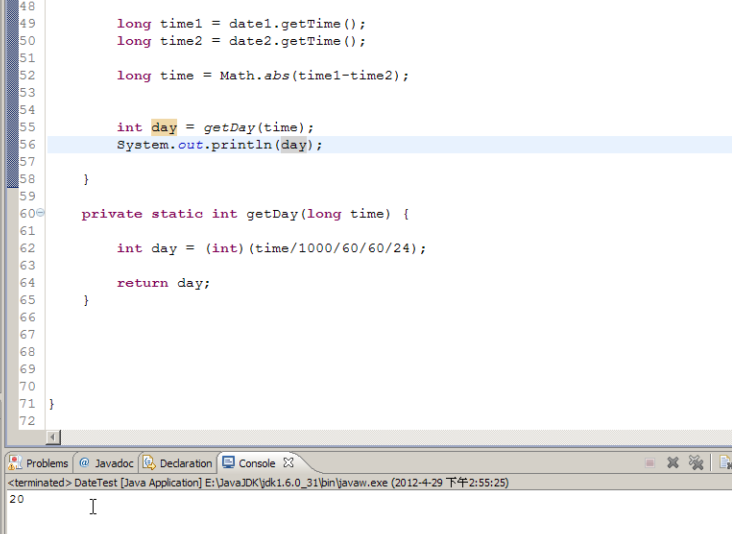 48
49 long time1 = date1.getTime();
50 long time2 = date2.getTime();
51
52 long time = Math.abs(time1-time2);
53
54
55 int day = getDay(time);
56 System.out.println(day);
57
58 }
59
60 private static int getDay(long time) {
61
62 int day = (int)(time/1000/60/60/24);
63
64 return day;
65 }
66
67
68
69
70
71 }
72
Problems @ Javadoc Declaration Console
<terminated> DateTest [Java Application] E:\JavaJDK\jdk1.6.0_31\bin\javaw.exe (2012-4-29 下午2:55:25)
20